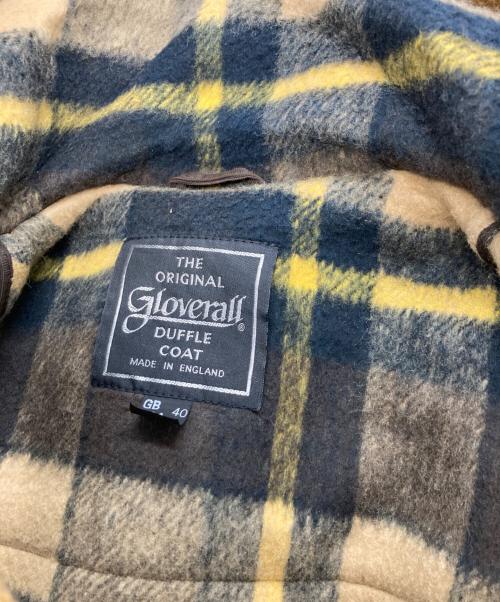 THE
ORIGINAL
Gloverall®
DUFFLE
COAT
MADE IN ENGLAND
GB 40